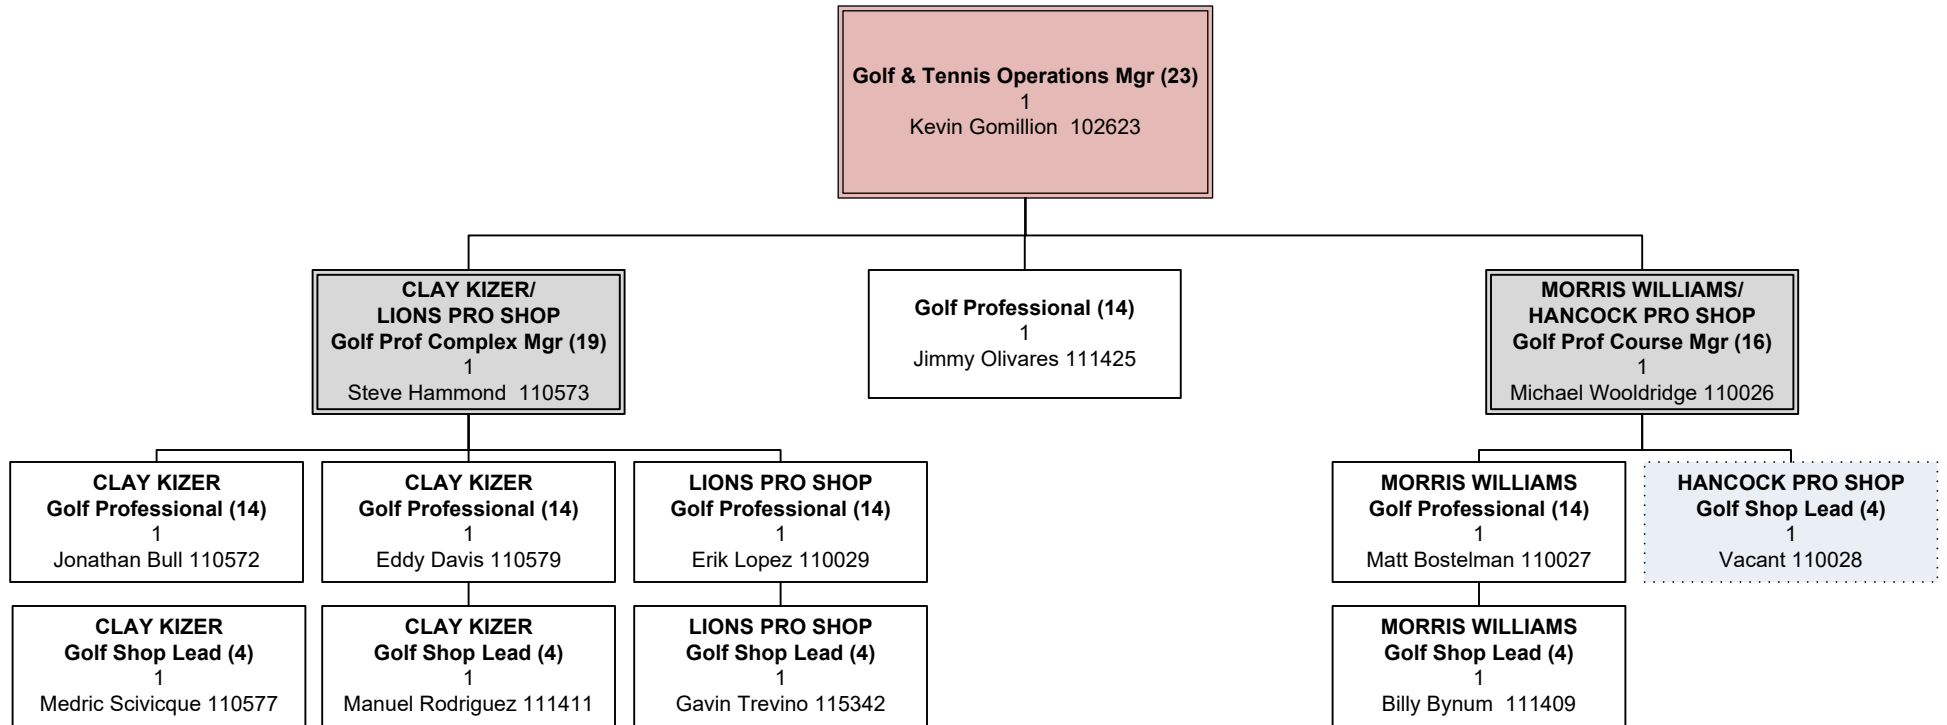 Golf & Tennis Operations Mgr (23)
1
Kevin Gomillion 102623
CLAY KIZER/
LIONS PRO SHOP
Golf Prof Complex Mgr (19)
1
Steve Hammond 110573
Golf Professional (14)
1
Jimmy Olivares 111425
MORRIS WILLIAMS/
HANCOCK PRO SHOP
Golf Prof Course Mgr (16)
1
Michael Wooldridge 110026
CLAY KIZER
Golf Professional (14)
1
Jonathan Bull 110572
CLAY KIZER
Golf Professional (14)
1
Eddy Davis 110579
LIONS PRO SHOP
Golf Professional (14)
1
Erik Lopez 110029
MORRIS WILLIAMS
Golf Professional (14)
1
Matt Bostelman 110027
HANCOCK PRO SHOP
Golf Shop Lead (4)
1
Vacant 110028
CLAY KIZER
Golf Shop Lead (4)
1
Medric Scivicque 110577
CLAY KIZER
Golf Shop Lead (4)
1
Manuel Rodriguez 111411
LIONS PRO SHOP
Golf Shop Lead (4)
1
Gavin Trevino 115342
MORRIS WILLIAMS
Golf Shop Lead (4)
1
Billy Bynum 111409